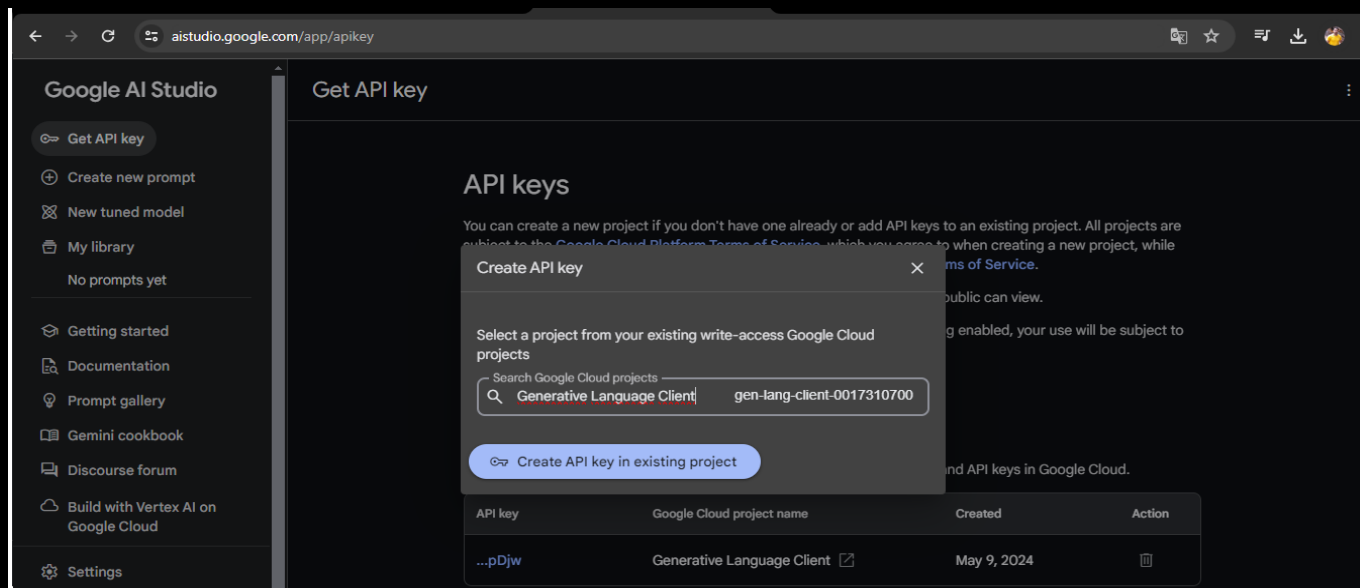 aistudio.google.com/app/apikey
Google AI Studio
Get API key
Create new prompt
New tuned model
My library
No prompts yet
Getting started
Documentation
Prompt gallery
Gemini cookbook
Discourse forum
Build with Vertex AI on
Google Cloud
Settings
Get API key
API keys
You can create a new project if you don't have one already or add API keys to an existing project. All projects are
subject to the Google Cloud Platform Terms of Service, which you agree to when creating a new project, while
ms of Service.
public can view.
g enabled, your use will be subject to
Create API key
Select a project from your existing write-access Google Cloud
projects
Search Google Cloud projects
Generative Language Client gen-lang-client-0017310700
Create API key in existing project
and API keys in Google Cloud.
API key Google Cloud project name Created Action
...pDjw Generative Language Client May 9, 2024